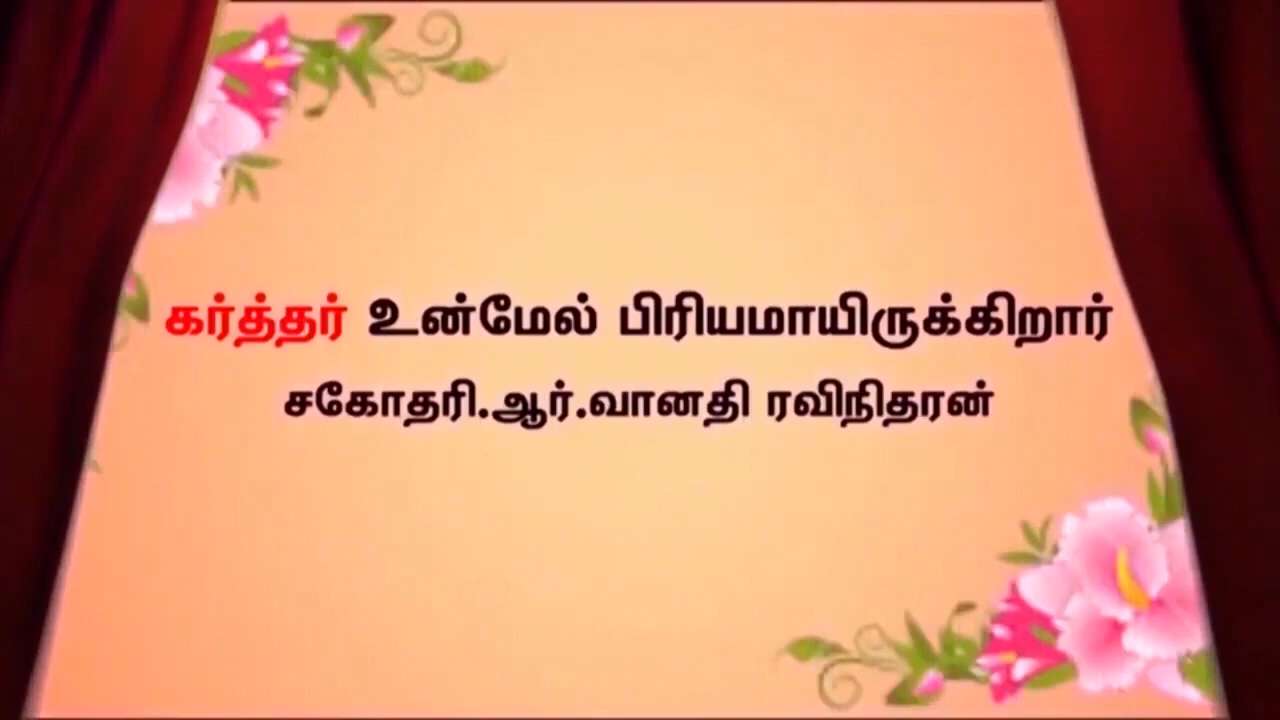 கர்த்தர் உன்மேல் பிரியமாயிருக்கிறார்
சகோதரி.ஆர்.வானதி ரவிநிதரன்